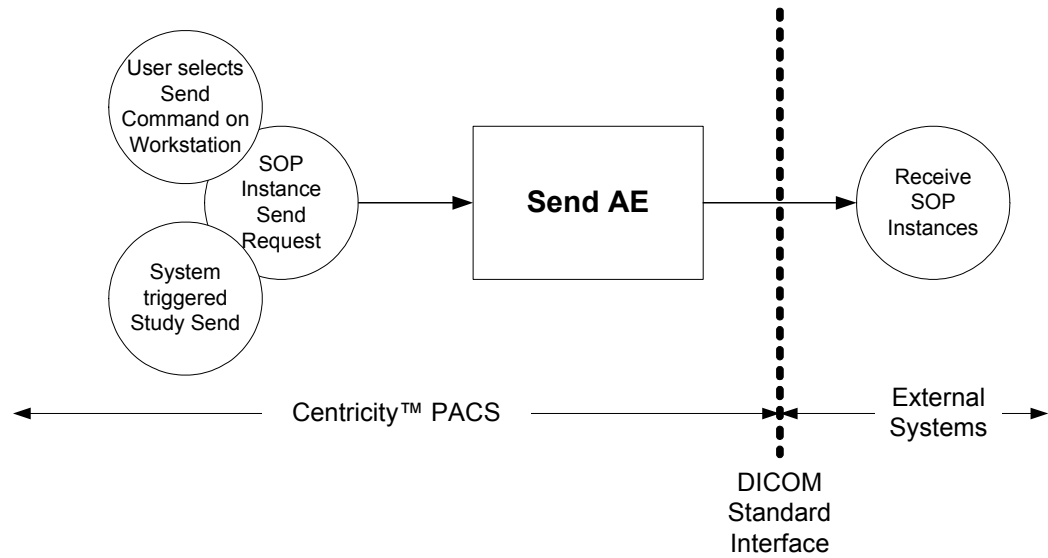 User selects
Send
Command on
Workstation
SOP
Instance
Send
Request
System
triggered
Study Send
Send AE
Receive
SOP
Instances
Centricity™ PACS
External
Systems
DICOM
Standard
Interface